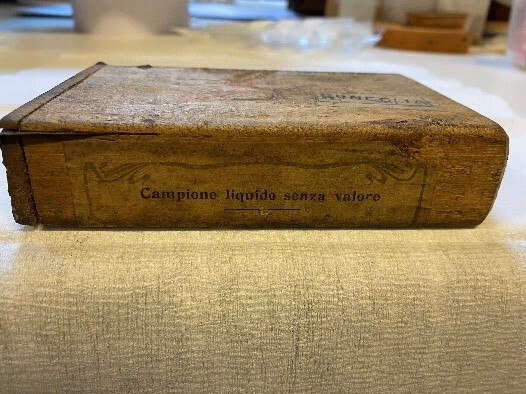 Campione liquido senza valore